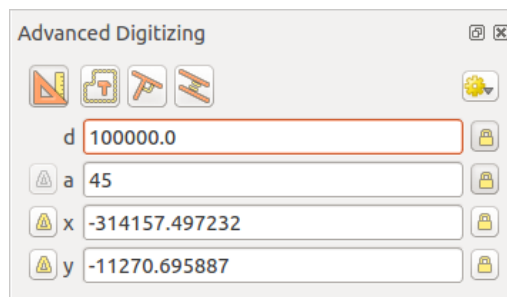 Advanced Digitizing
d 100000.0
a 45
x -314157.497232
y -11270.695887